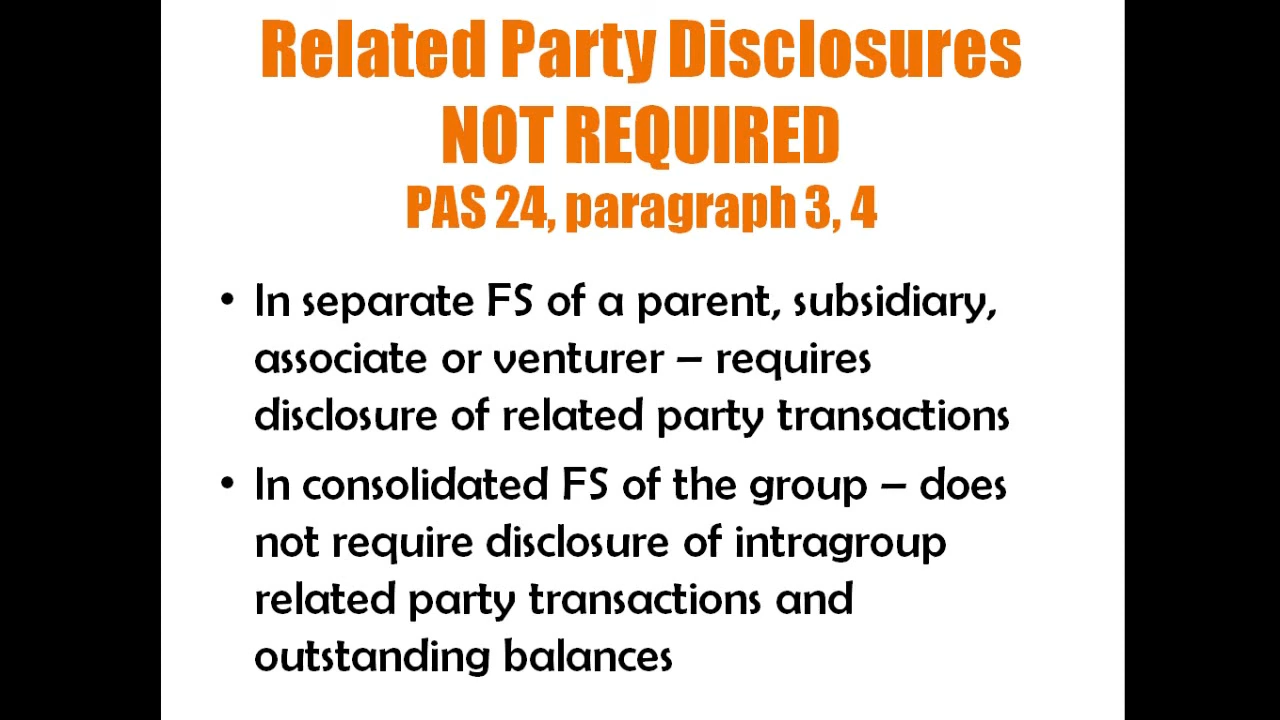 Related Party Disclosures
NOT REQUIRED
PAS 24, paragraph 3, 4
• In separate FS of a parent, subsidiary,
associate or venturer – requires
disclosure of related party transactions
• In consolidated FS of the group – does
not require disclosure of intragroup
related party transactions and
outstanding balances